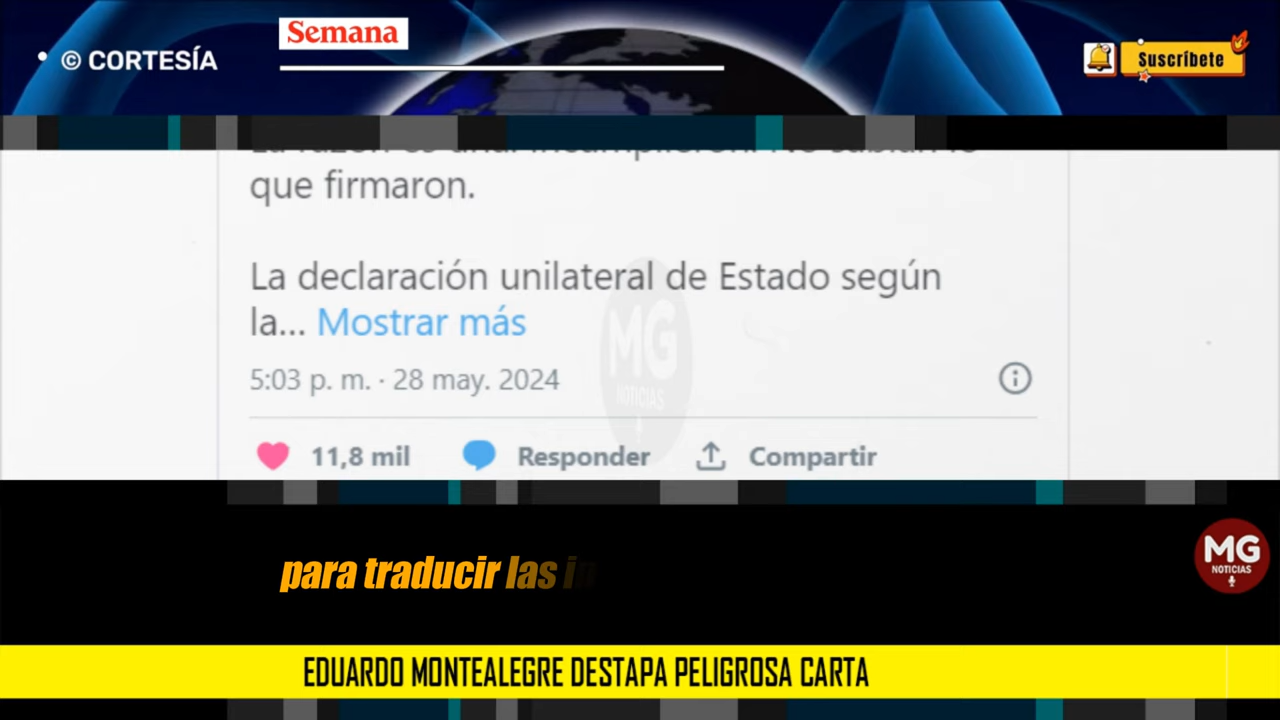 Semana
© CORTESÍA
Suscríbete
que firmaron.
La declaración unilateral de Estado según
la... Mostrar más
5:03 p. m. · 28 may. 2024
11,8 mil Responder Compartir
MG
NOTICIAS
para traducir las
MG
NOTICIAS
EDUARDO MONTEALEGRE DESTAPA PELIGROSA CARTA